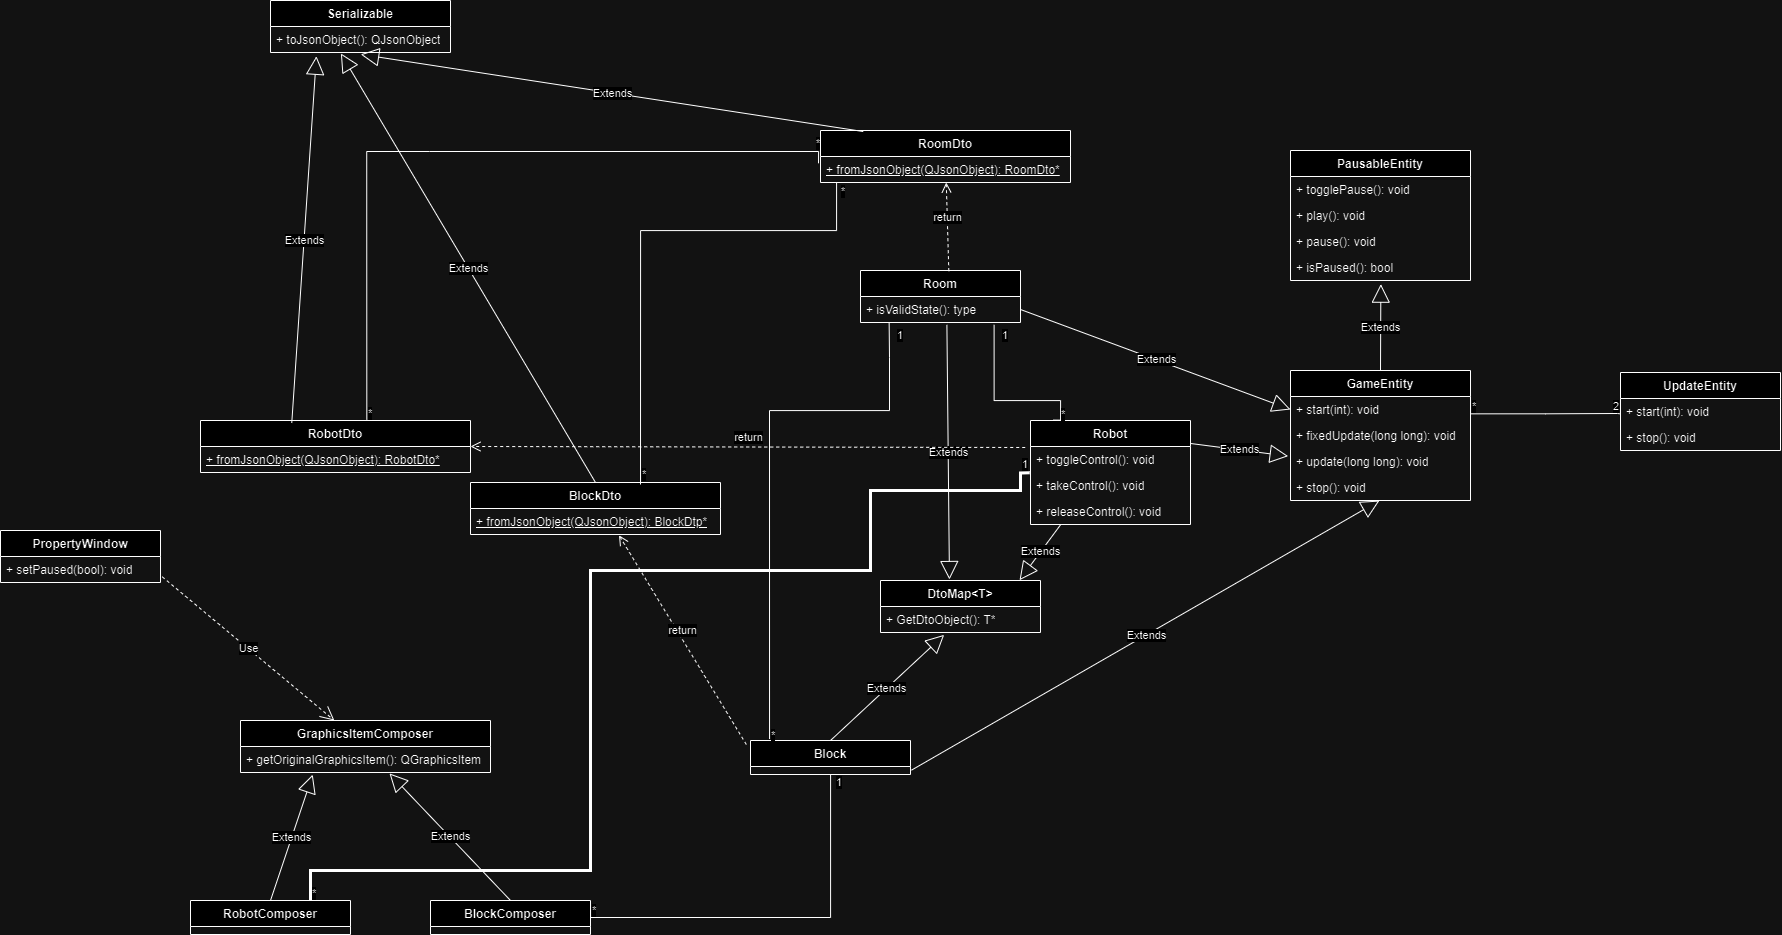 Serializable
+ toJsonObject(): QJsonObject
Extends
*
RoomDto
+ fromJsonObject(QJsonObject): RoomDto*
*
return
PausableEntity
+ togglePause(): void
+ play(): void
+ pause(): void
+ isPaused(): bool
Extends
Extends
Room
+ isValidState(): type
1
1
Extends
Extends
GameEntity
+ start(int): void
+ fixedUpdate(long long): void
+ update(long long): void
+ stop(): void
*
2
UpdateEntity
+ start(int): void
+ stop(): void
*
RobotDto
+ fromJsonObject(QJsonObject): RobotDto*
return
Extends
*
Robot
+ toggleControl(): void
+ takeControl(): void
+ releaseControl(): void
1
Extends
*
BlockDto
+ fromJsonObject(QJsonObject): BlockDtp*
Extends
PropertyWindow
+ setPaused(bool): void
DtoMap<T>
+ GetDtoObject(): T*
return
Extends
Use
Extends
GraphicsItemComposer
+ getOriginalGraphicsItem(): QGraphicsItem
*
Block
1
Extends
Extends
*
RobotComposer
BlockComposer
*